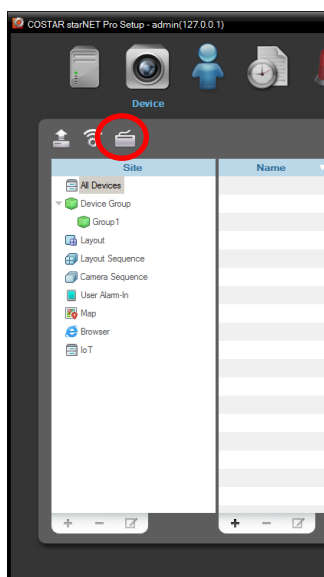 COSTAR starNET Pro Setup - admin(127.0.0.1)
Device
Site
Name
All Devices
Device Group
Group1
Layout
Layout Sequence
Camera Sequence
User Alarm-In
Map
Browser
IoT